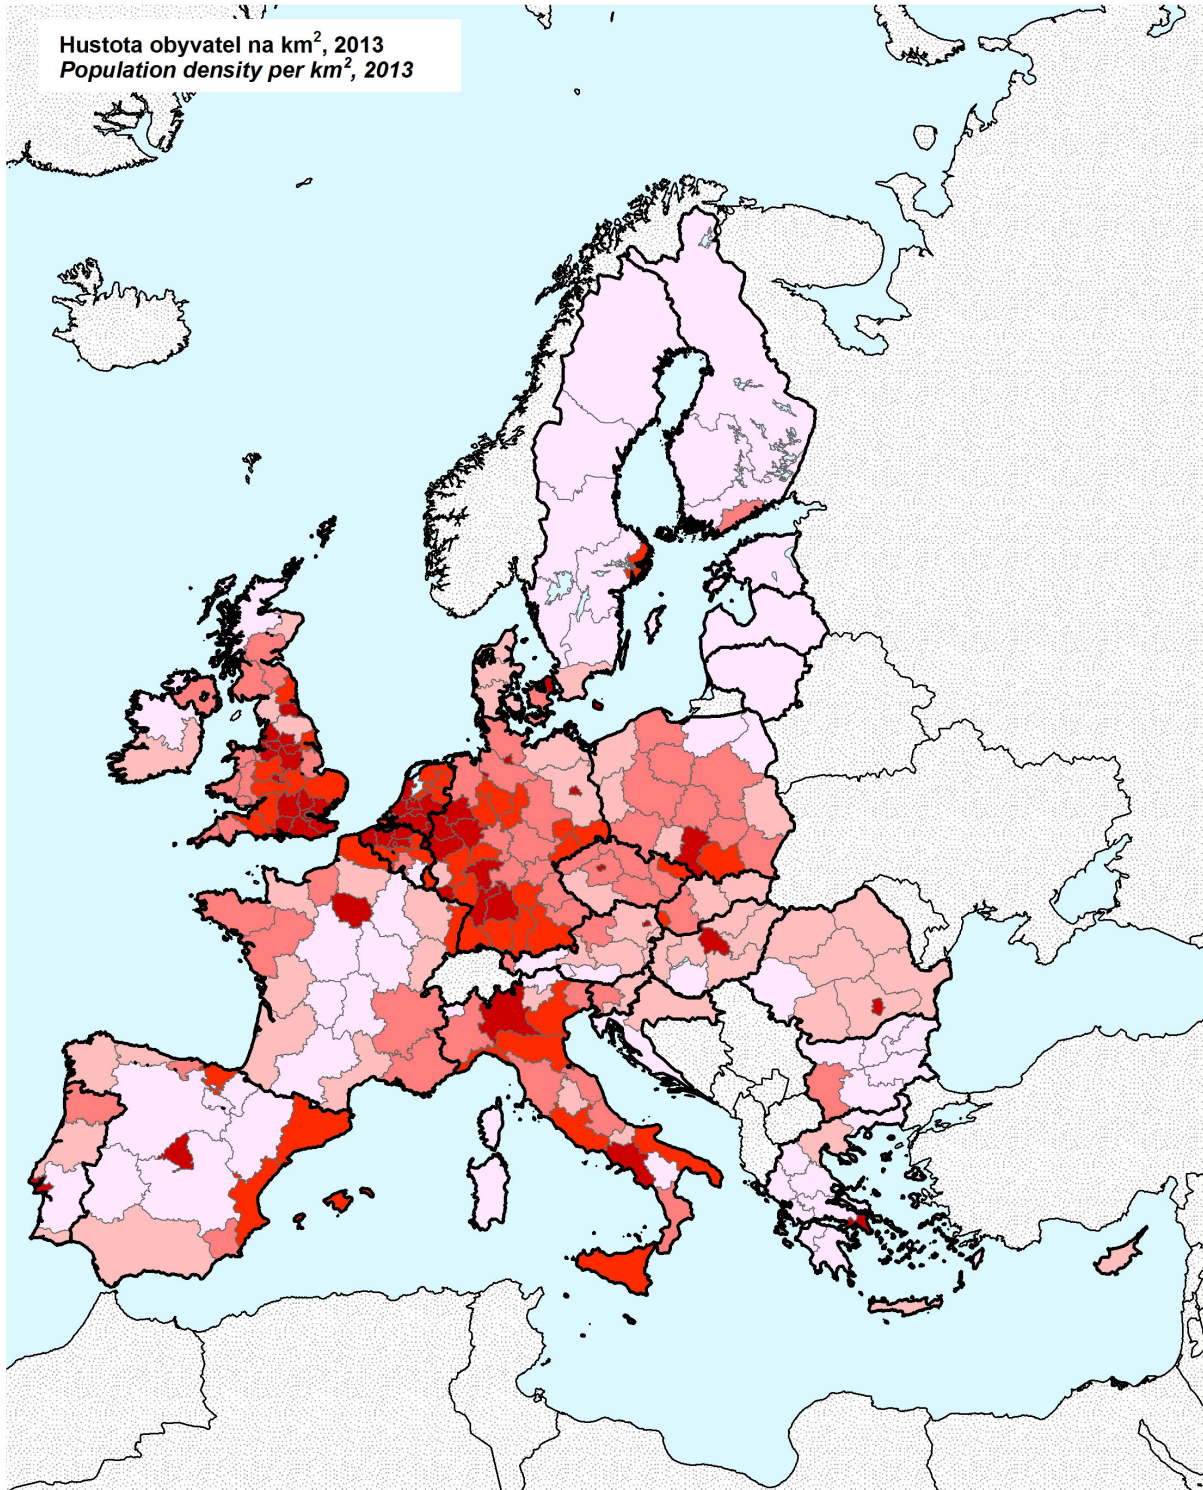 Hustota obyvatel na km², 2013
Population density per km², 2013